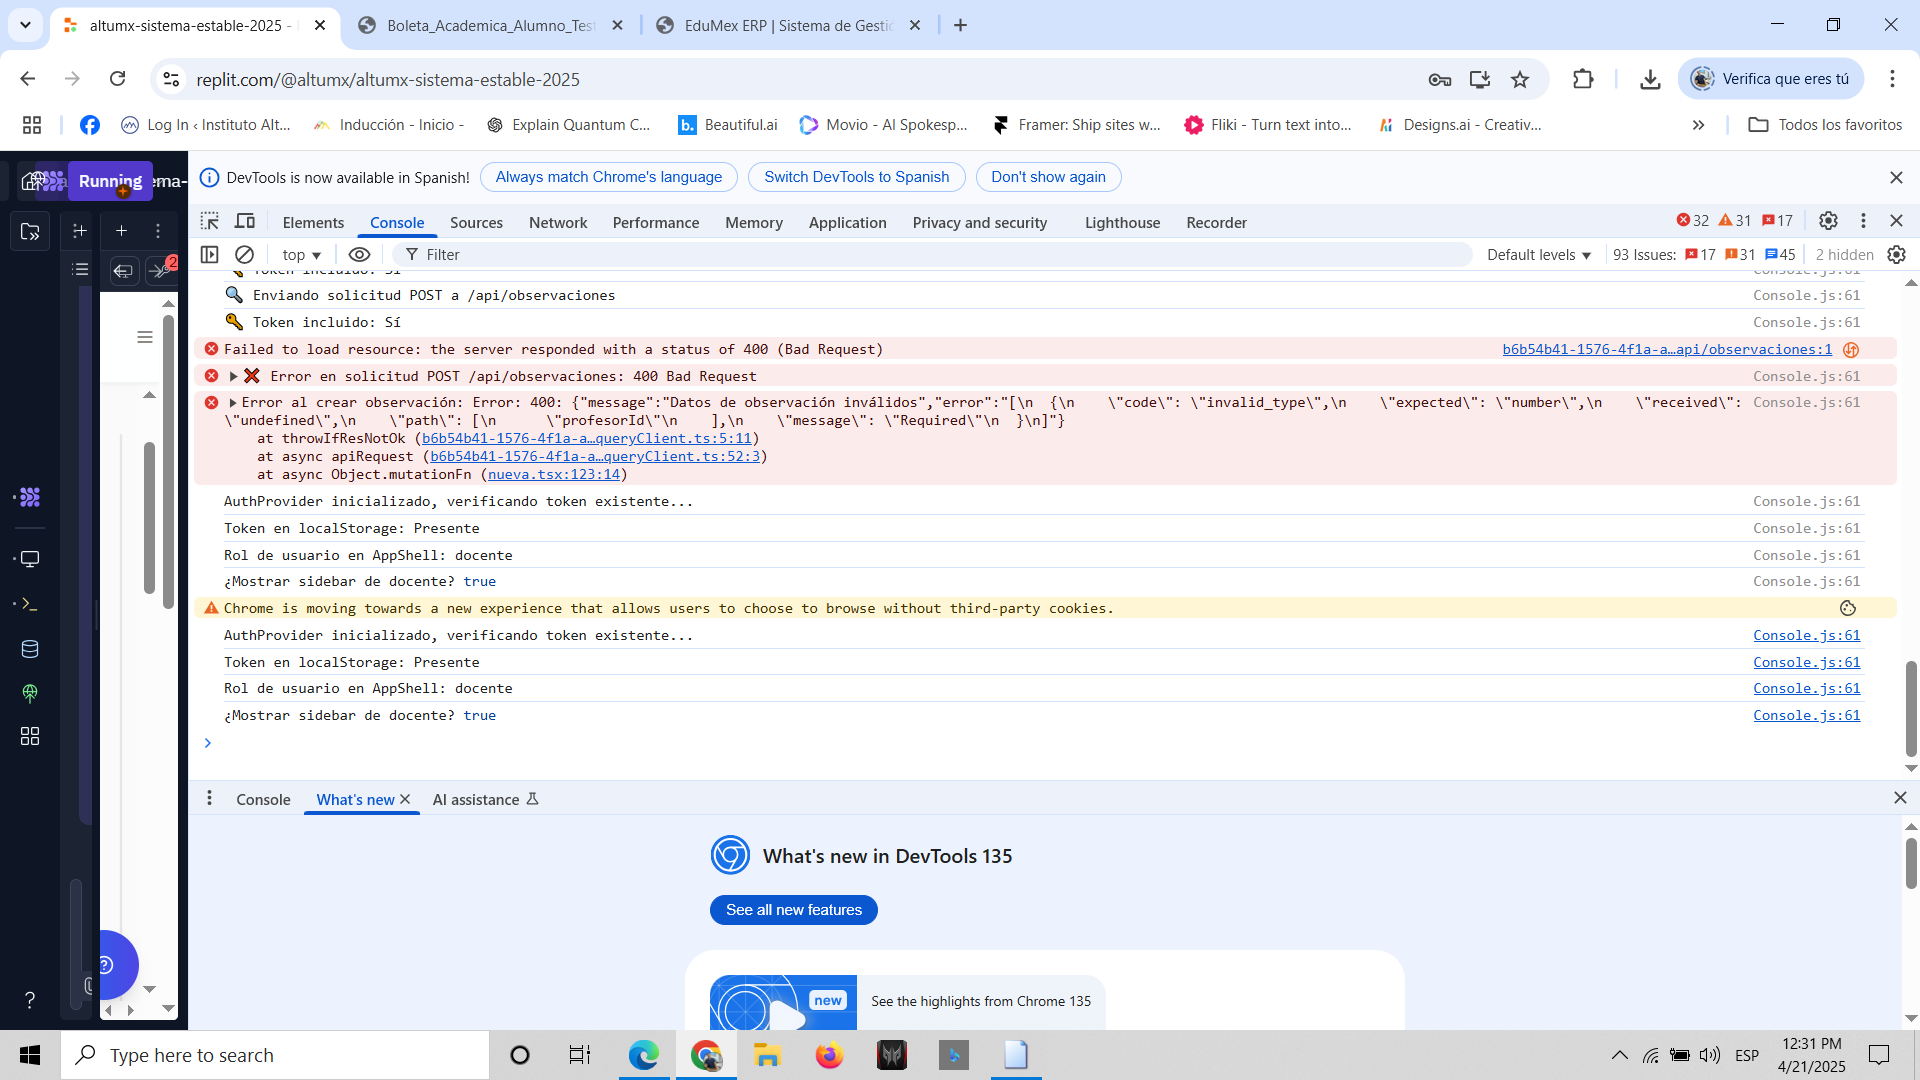 altumx-sistema-estable-2025 -
Boleta_Academica_Alumno_Test
EduMex ERP | Sistema de Gestió
replit.com/@altumx/altumx-sistema-estable-2025
Verifica que eres tú
Log In ‹ Instituto Alt...
Inducción - Inicio -
Explain Quantum C...
b. Beautiful.ai
Movio - AI Spokesp...
Framer: Ship sites w...
Fliki - Turn text into...
Designs.ai - Creativ...
Todos los favoritos
Running
ema-
DevTools is now available in Spanish!
Always match Chrome's language
Switch DevTools to Spanish
Don't show again
Elements
Console
Sources
Network
Performance
Memory
Application
Privacy and security
Lighthouse
Recorder
32
31
17
top
Filter
Default levels
93 Issues: 17 31 45
2 hidden
2
Token incluido: Sí Console.js:61
Enviando solicitud POST a /api/observaciones Console.js:61
Token incluido: Sí Console.js:61
Failed to load resource: the server responded with a status of 400 (Bad Request) b6b54b41-1576-4f1a-a…api/observaciones:1
Error en solicitud POST /api/observaciones: 400 Bad Request Console.js:61
Error al crear observación: Error: 400: {"message":"Datos de observación inválidos","error":"[\n  {\n    \"code\": \"invalid_type\",\n    \"expected\": \"number\",\n    \"received\": Console.js:61
\"undefined\",\n    \"path\": [\n      \"profesorId\"\n    ],\n    \"message\": \"Required\"\n  }\n]"}
at throwIfResNotOk (b6b54b41-1576-4f1a-a…queryClient.ts:5:11)
at async apiRequest (b6b54b41-1576-4f1a-a…queryClient.ts:52:3)
at async Object.mutationFn (nueva.tsx:123:14)
AuthProvider inicializado, verificando token existente... Console.js:61
Token en localStorage: Presente Console.js:61
Rol de usuario en AppShell: docente Console.js:61
¿Mostrar sidebar de docente? true Console.js:61
Chrome is moving towards a new experience that allows users to choose to browse without third-party cookies.
AuthProvider inicializado, verificando token existente... Console.js:61
Token en localStorage: Presente Console.js:61
Rol de usuario en AppShell: docente Console.js:61
¿Mostrar sidebar de docente? true Console.js:61
Console
What's new
AI assistance
What's new in DevTools 135
See all new features
new
See the highlights from Chrome 135
Type here to search
ESP
12:31 PM
4/21/2025